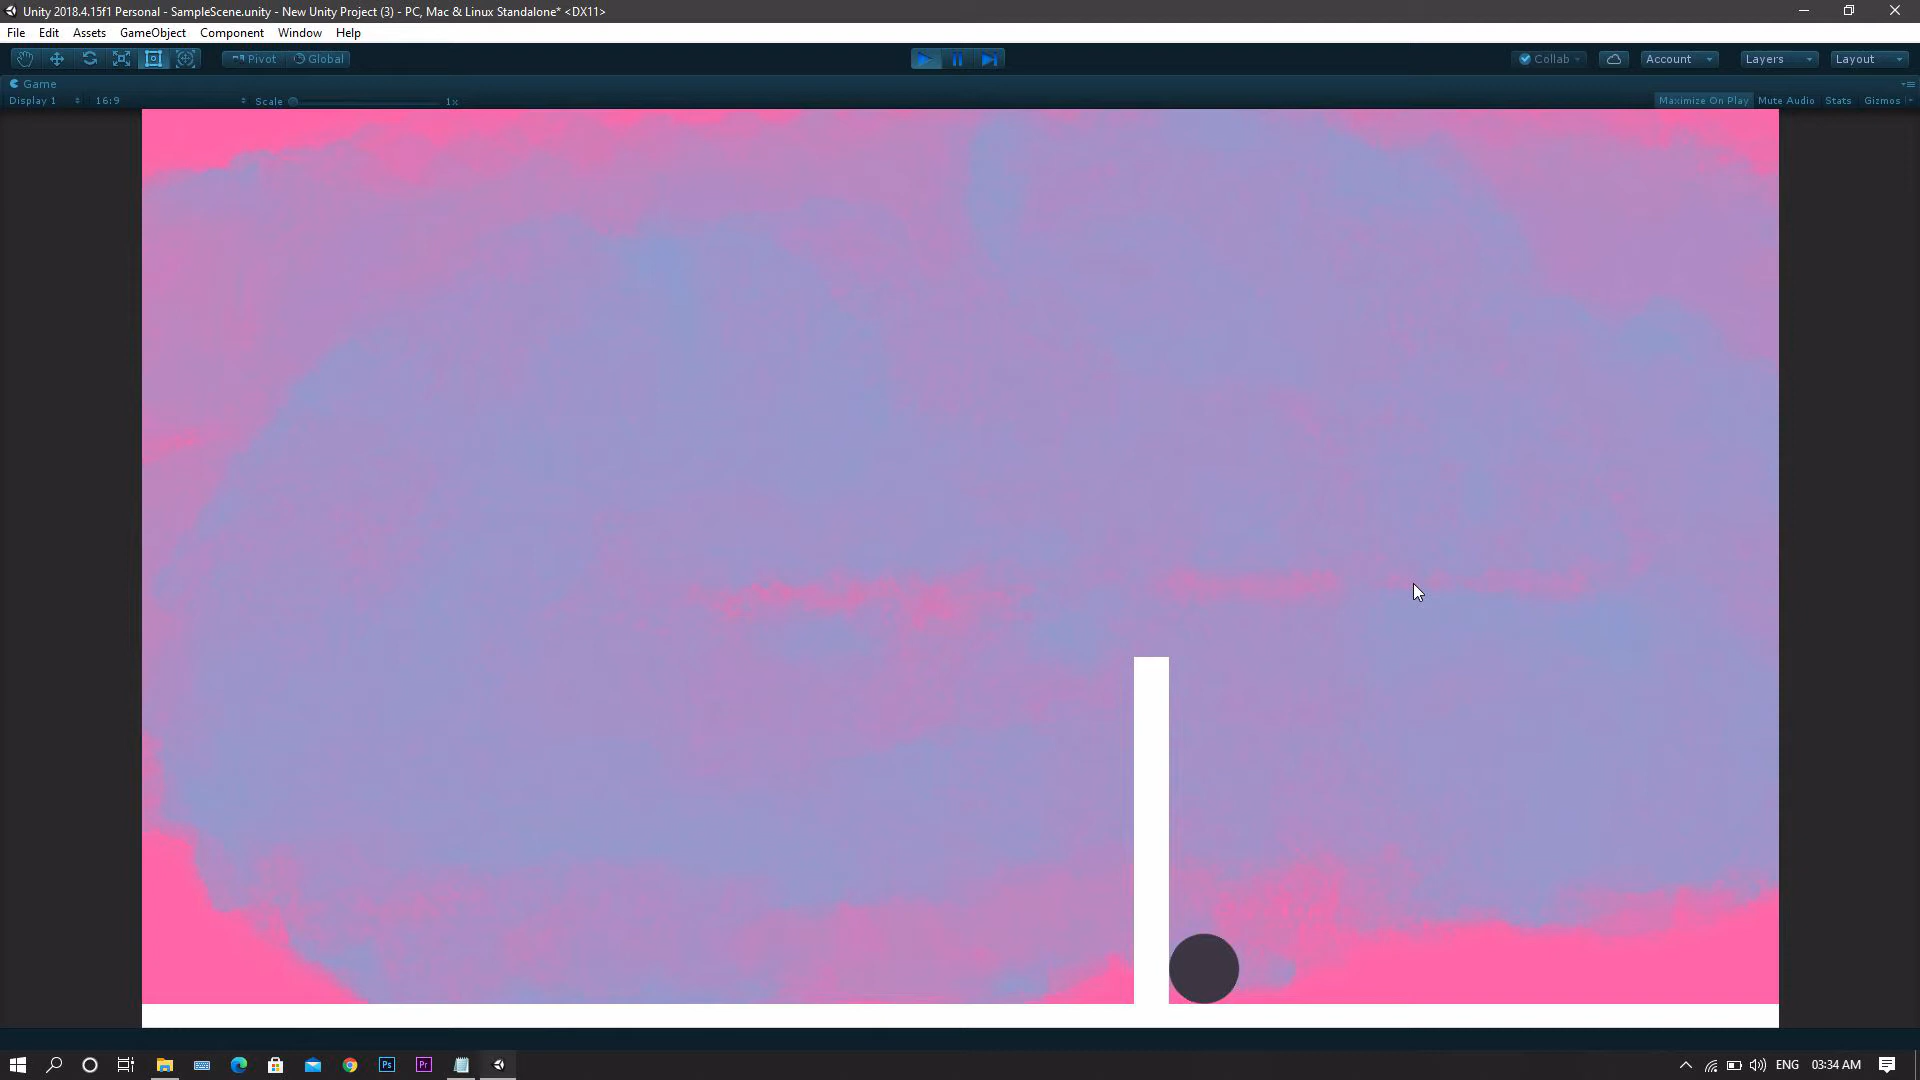 Unity 2018.4.15f1 Personal - SampleScene.unity - New Unity Project (3) - PC, Mac & Linux Standalone* <DX11>
File Edit Assets GameObject Component Window Help
Pivot Global Collab Account Layers Layout
Game
Display 1 16:9 Scale 1x Maximize On Play Mute Audio Stats Gizmos
Ps Pr ENG 03:34 AM